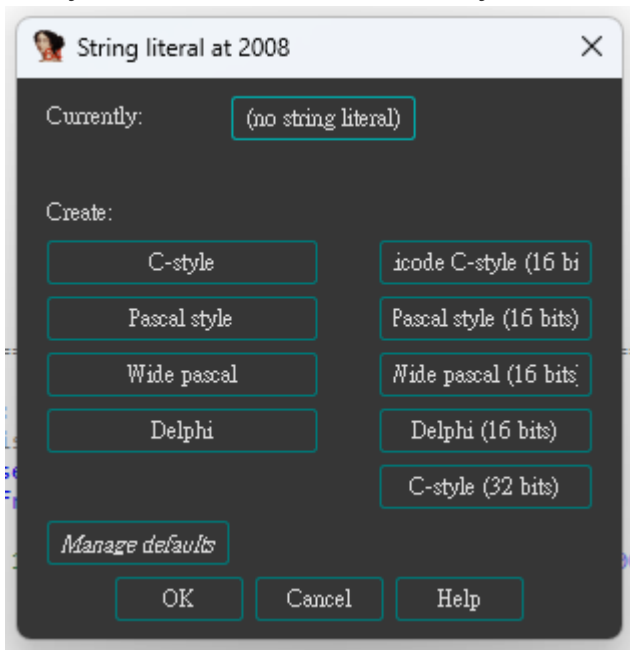 String literal at 2008
Currently:
(no string literal)
Create:
C-style
icode C-style (16 bi
Pascal style
Pascal style (16 bits)
Wide pascal
Wide pascal (16 bits
Delphi
Delphi (16 bits)
C-style (32 bits)
Manage defaults
OK Cancel Help